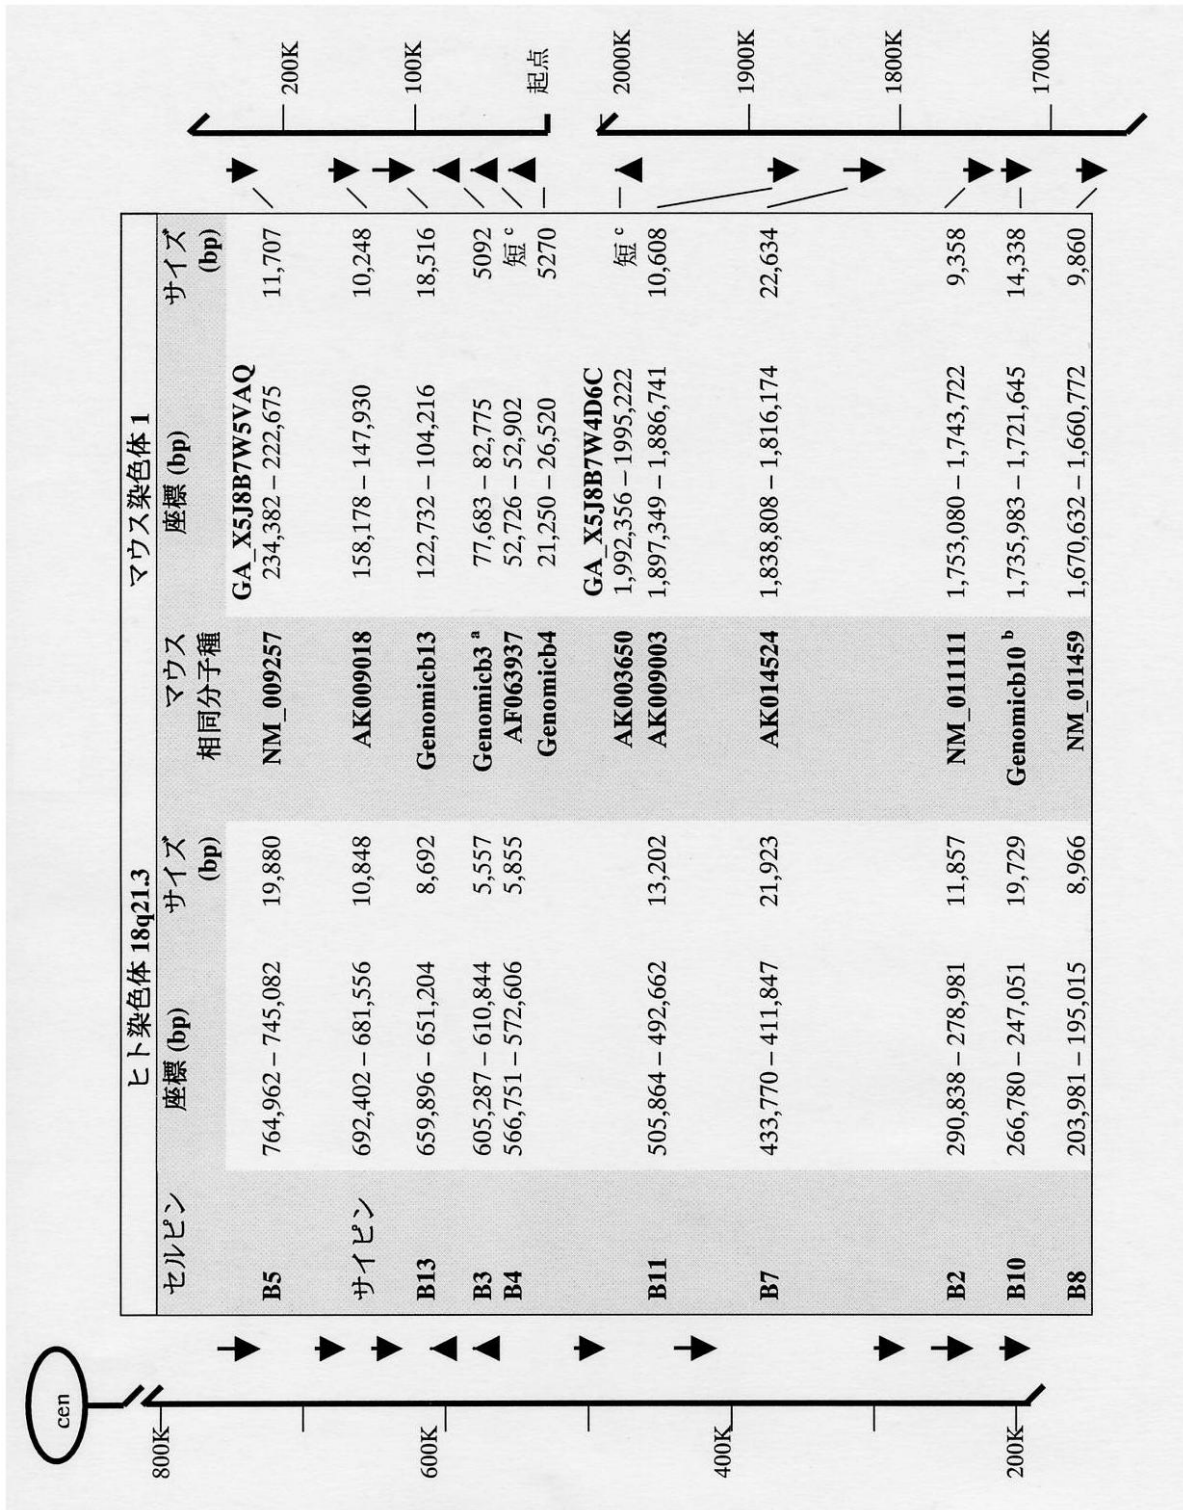 ヒト染色体 18q21.3 マウス染色体 1
セルピン 座標 (bp) サイズ (bp) マウス 相同分子種 座標 (bp) サイズ (bp)
GA_X5J8B7W5VAQ
B5 764,962 – 745,082 19,880 NM_009257 234,382 – 222,675 11,707
サイピン 692,402 – 681,556 10,848 AK009018 158,178 – 147,930 10,248
B13 659,896 – 651,204 8,692 Genomicb13 122,732 – 104,216 18,516
B3 605,287 – 610,844 5,557 Genomicb3 a 77,683 – 82,775 5092
B4 566,751 – 572,606 5,855 AF063937 52,726 – 52,902 短 c
Genomicb4 21,250 – 26,520 5270
GA_X5J8B7W4D6C
AK003650 1,992,356 – 1995,222 短 c
B11 505,864 – 492,662 13,202 AK009003 1,897,349 – 1,886,741 10,608
B7 433,770 – 411,847 21,923 AK014524 1,838,808 – 1,816,174 22,634
B2 290,838 – 278,981 11,857 NM_011111 1,753,080 – 1,743,722 9,358
B10 266,780 – 247,051 19,729 Genomicb10 b 1,735,983 – 1,721,645 14,338
B8 203,981 – 195,015 8,966 NM_011459 1,670,632 – 1,660,772 9,860
cen
800K
600K
400K
200K
200K
100K
起点
2000K
1900K
1800K
1700K